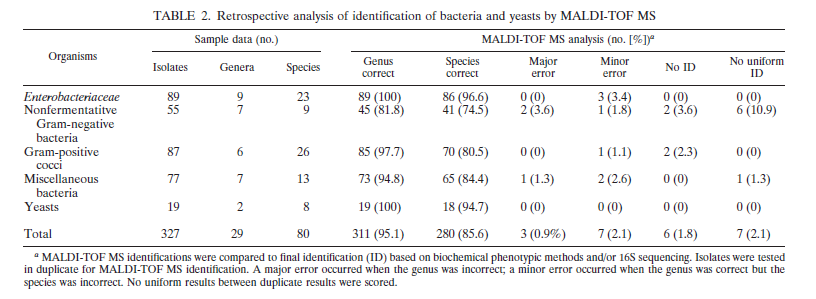 TABLE 2. Retrospective analysis of identification of bacteria and yeasts by MALDI-TOF MS
Organisms Sample data (no.) MALDI-TOF MS analysis (no. [%])a
Isolates Genera Species Genus correct Species correct Major error Minor error No ID No uniform ID
Enterobacteriaceae 89 9 23 89 (100) 86 (96.6) 0 (0) 3 (3.4) 0 (0) 0 (0)
Nonfermentatitve 55 7 9 45 (81.8) 41 (74.5) 2 (3.6) 1 (1.8) 2 (3.6) 6 (10.9)
Gram-negative
bacteria
Gram-positive 87 6 26 85 (97.7) 70 (80.5) 0 (0) 1 (1.1) 2 (2.3) 0 (0)
cocci
Miscellaneous 77 7 13 73 (94.8) 65 (84.4) 1 (1.3) 2 (2.6) 0 (0) 1 (1.3)
bacteria
Yeasts 19 2 8 19 (100) 18 (94.7) 0 (0) 0 (0) 0 (0) 0 (0)
Total 327 29 80 311 (95.1) 280 (85.6) 3 (0.9%) 7 (2.1) 6 (1.8) 7 (2.1)
a MALDI-TOF MS identifications were compared to final identification (ID) based on biochemical phenotypic methods and/or 16S sequencing. Isolates were tested
in duplicate for MALDI-TOF MS identification. A major error occurred when the genus was incorrect; a minor error occurred when the genus was correct but the
species was incorrect. No uniform results between duplicate results were scored.